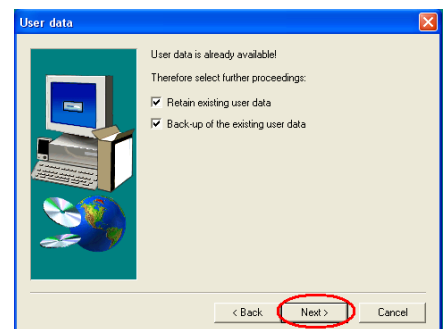 User data
User data is already available!
Therefore select further proceedings:
Retain existing user data
Back-up of the existing user data
< Back
Next >
Cancel